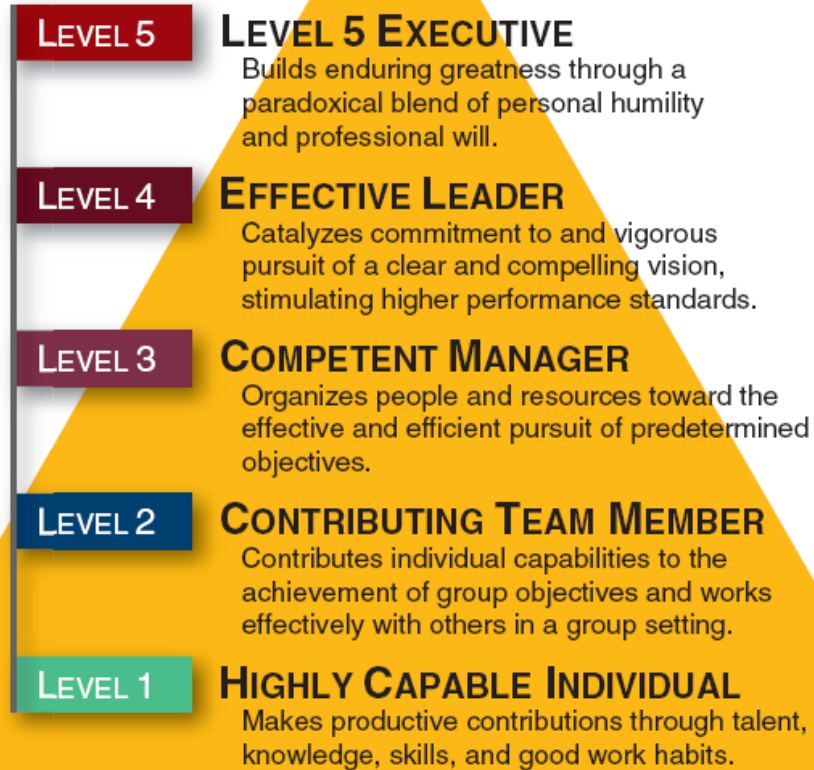 LEVEL 5
LEVEL 5 EXECUTIVE
Builds enduring greatness through a
paradoxical blend of personal humility
and professional will.
LEVEL 4
EFFECTIVE LEADER
Catalyzes commitment to and vigorous
pursuit of a clear and compelling vision,
stimulating higher performance standards.
LEVEL 3
COMPETENT MANAGER
Organizes people and resources toward the
effective and efficient pursuit of predetermined
objectives.
LEVEL 2
CONTRIBUTING TEAM MEMBER
Contributes individual capabilities to the
achievement of group objectives and works
effectively with others in a group setting.
LEVEL 1
HIGHLY CAPABLE INDIVIDUAL
Makes productive contributions through talent,
knowledge, skills, and good work habits.